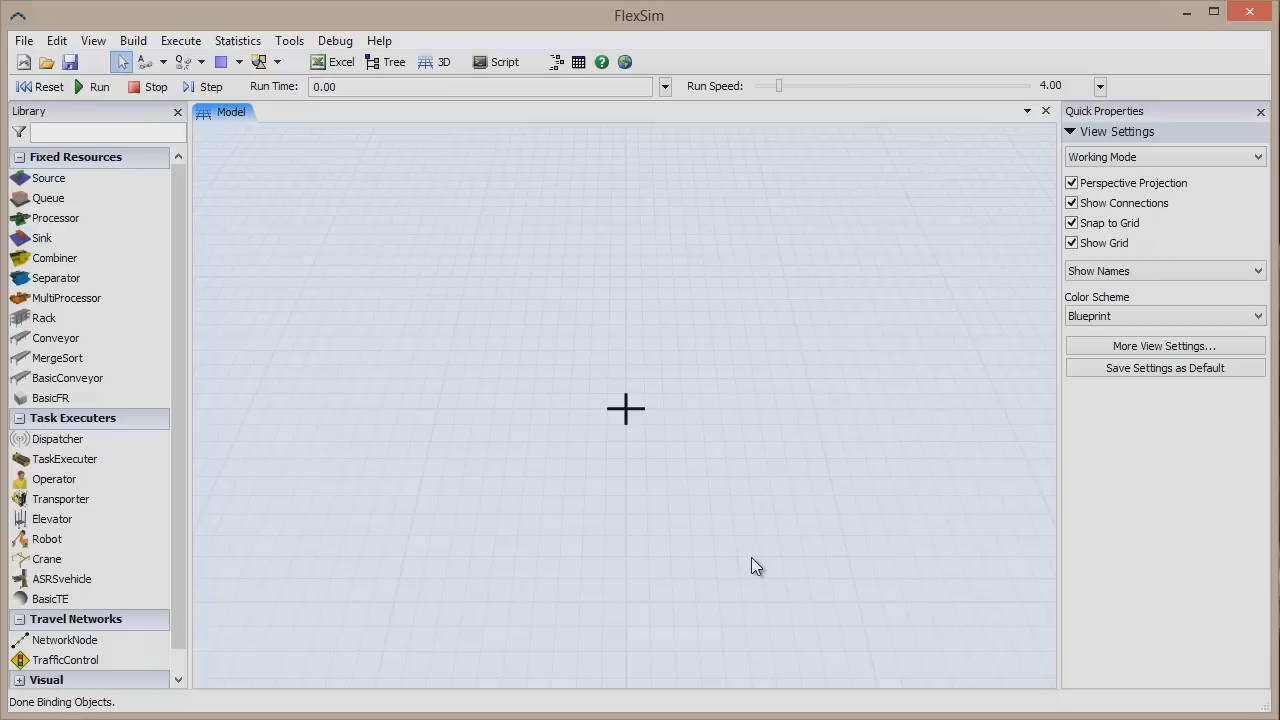 FlexSim
File Edit View Build Execute Statistics Tools Debug Help
Excel Tree 3D Script
Reset Run Stop Step Run Time: 0.00 Run Speed: 4.00
Library
Model
Quick Properties
Fixed Resources
Source
Queue
Processor
Sink
Combiner
Separator
MultiProcessor
Rack
Conveyor
MergeSort
BasicConveyor
BasicFR
Task Executers
Dispatcher
TaskExecuter
Operator
Transporter
Elevator
Robot
Crane
ASRSvehicle
BasicTE
Travel Networks
NetworkNode
TrafficControl
Visual
View Settings
Working Mode
Perspective Projection
Show Connections
Snap to Grid
Show Grid
Show Names
Color Scheme
Blueprint
More View Settings...
Save Settings as Default
Done Binding Objects.